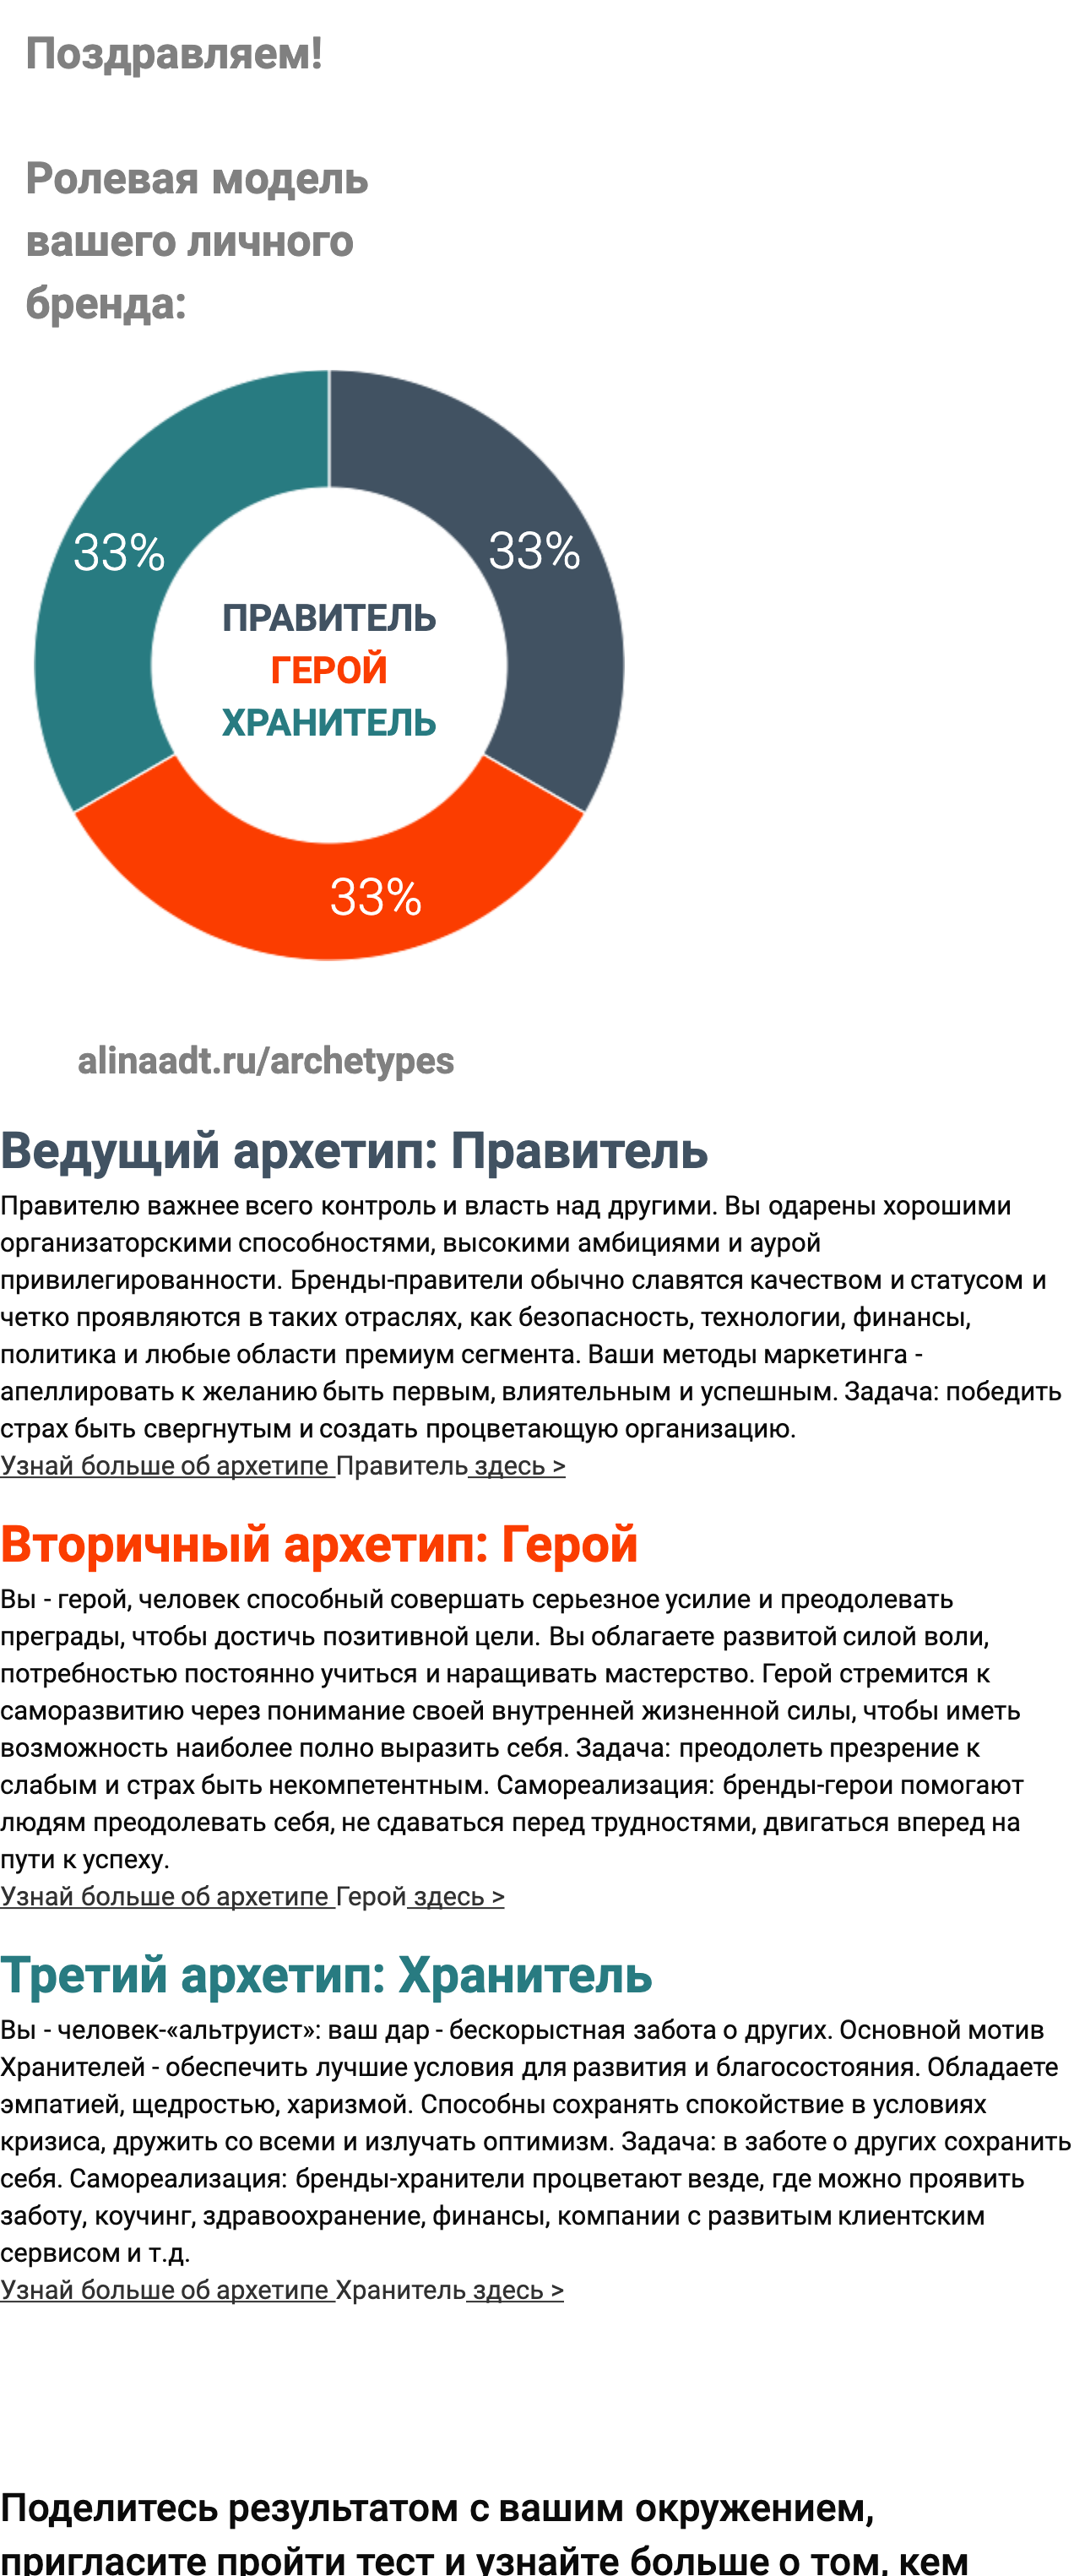 Поздравляем!
Ролевая модель
вашего личного
бренда:
33%
33%
ПРАВИТЕЛЬ
ГЕРОЙ
ХРАНИТЕЛЬ
33%
alinaadt.ru/archetypes
Ведущий архетип: Правитель
Правителю важнее всего контроль и власть над другими. Вы одарены хорошими
организаторскими способностями, высокими амбициями и аурой
привилегированности. Бренды-правители обычно славятся качеством и статусом и
четко проявляются в таких отраслях, как безопасность, технологии, финансы,
политика и любые области премиум сегмента. Ваши методы маркетинга -
апеллировать к желанию быть первым, влиятельным и успешным. Задача: победить
страх быть свергнутым и создать процветающую организацию.
Узнай больше об архетипе Правитель здесь >
Вторичный архетип: Герой
Вы - герой, человек способный совершать серьезное усилие и преодолевать
преграды, чтобы достичь позитивной цели. Вы облагаете развитой силой воли,
потребностью постоянно учиться и наращивать мастерство. Герой стремится к
саморазвитию через понимание своей внутренней жизненной силы, чтобы иметь
возможность наиболее полно выразить себя. Задача: преодолеть презрение к
слабым и страх быть некомпетентным. Самореализация: бренды-герои помогают
людям преодолевать себя, не сдаваться перед трудностями, двигаться вперед на
пути к успеху.
Узнай больше об архетипе Герой здесь >
Третий архетип: Хранитель
Вы - человек-«альтруист»: ваш дар - бескорыстная забота о других. Основной мотив
Хранителей - обеспечить лучшие условия для развития и благосостояния. Обладаете
эмпатией, щедростью, харизмой. Способны сохранять спокойствие в условиях
кризиса, дружить со всеми и излучать оптимизм. Задача: в заботе о других сохранить
себя. Самореализация: бренды-хранители процветают везде, где можно проявить
заботу, коучинг, здравоохранение, финансы, компании с развитым клиентским
сервисом и т.д.
Узнай больше об архетипе Хранитель здесь >
Поделитесь результатом с вашим окружением,
пригласите пройти тест и узнайте больше о том, кем